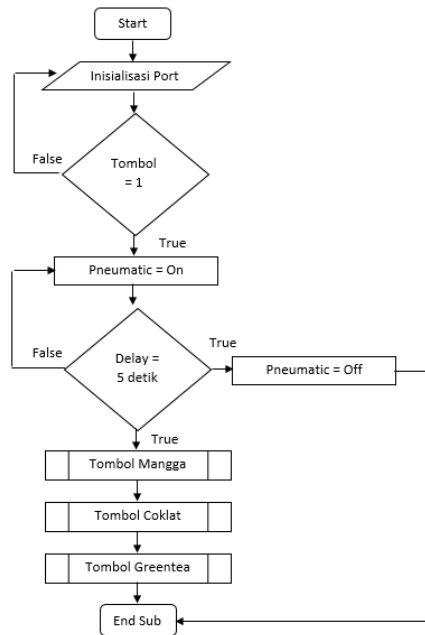 Start
Inisialisasi Port
False
Tombol
= 1
True
Pneumatic = On
False
Delay =
5 detik
True
Pneumatic = Off
True
Tombol Mangga
Tombol Coklat
Tombol Greentea
End Sub